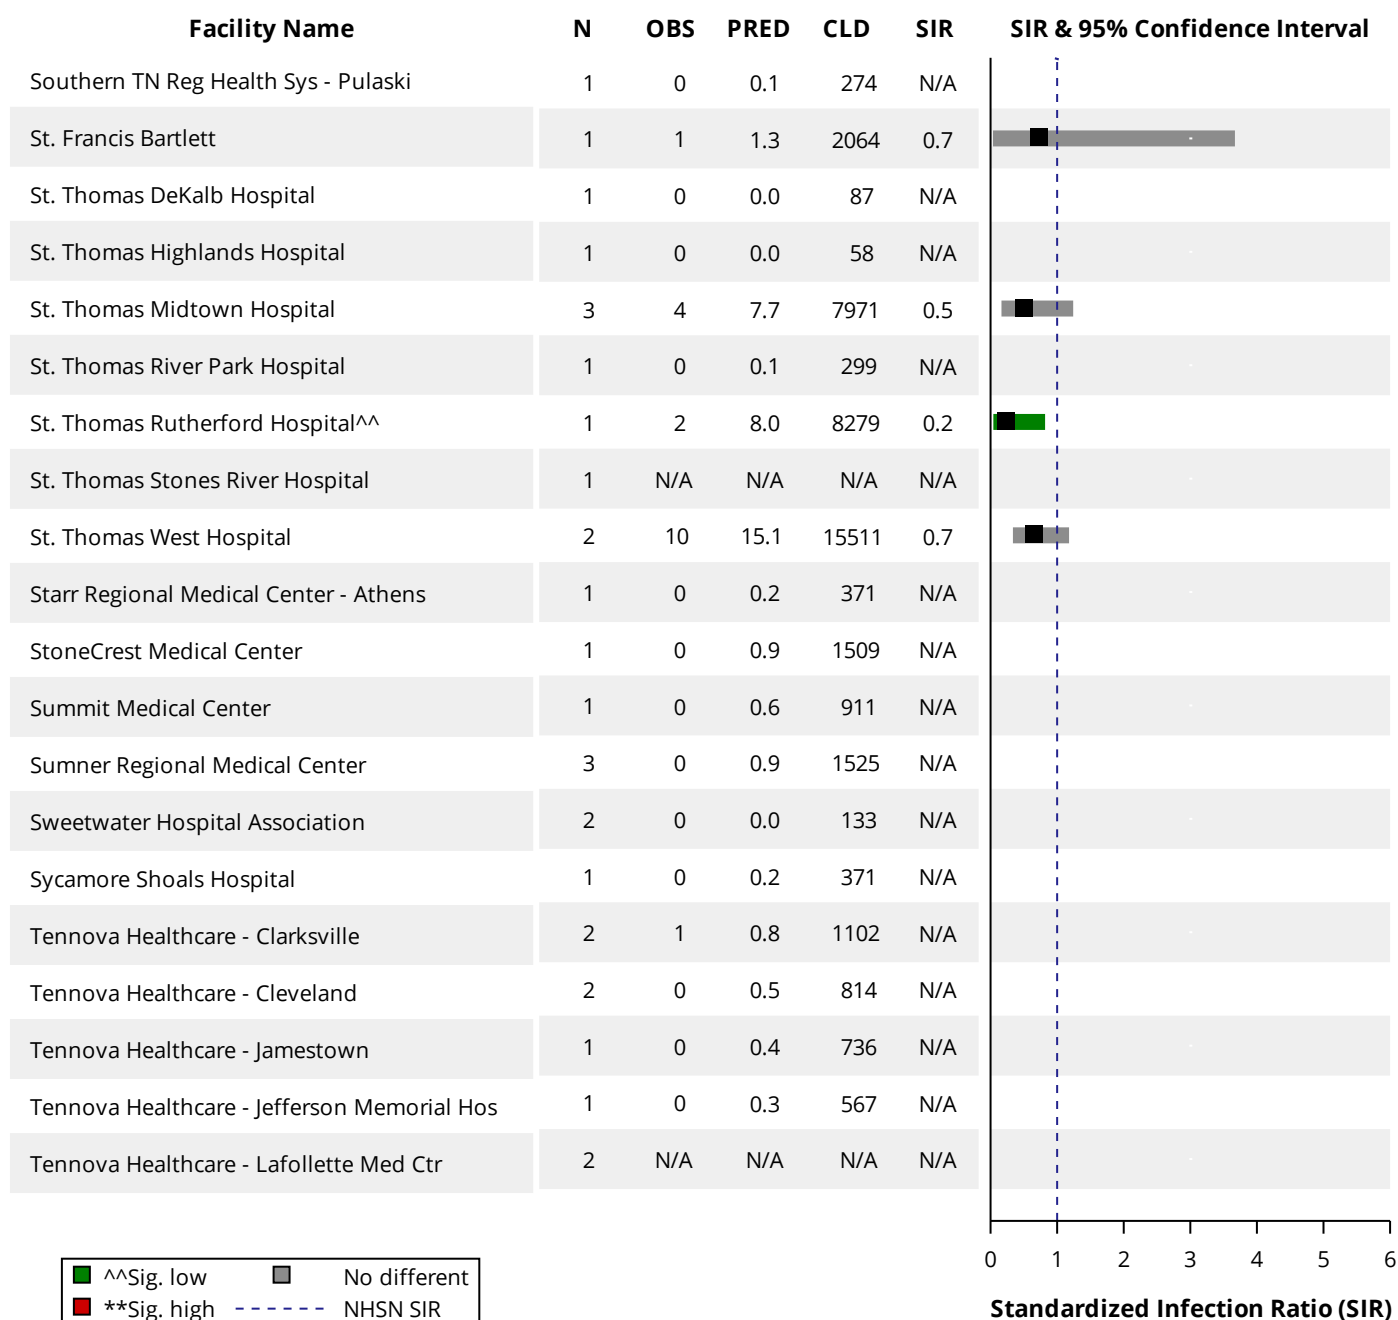 Facility Name N OBS PRED CLD SIR SIR & 95% Confidence Interval
Southern TN Reg Health Sys - Pulaski 1 0 0.1 274 N/A
St. Francis Bartlett 1 1 1.3 2064 0.7
St. Thomas DeKalb Hospital 1 0 0.0 87 N/A
St. Thomas Highlands Hospital 1 0 0.0 58 N/A
St. Thomas Midtown Hospital 3 4 7.7 7971 0.5
St. Thomas River Park Hospital 1 0 0.1 299 N/A
St. Thomas Rutherford Hospital^^ 1 2 8.0 8279 0.2
St. Thomas Stones River Hospital 1 N/A N/A N/A N/A
St. Thomas West Hospital 2 10 15.1 15511 0.7
Starr Regional Medical Center - Athens 1 0 0.2 371 N/A
StoneCrest Medical Center 1 0 0.9 1509 N/A
Summit Medical Center 1 0 0.6 911 N/A
Sumner Regional Medical Center 3 0 0.9 1525 N/A
Sweetwater Hospital Association 2 0 0.0 133 N/A
Sycamore Shoals Hospital 1 0 0.2 371 N/A
Tennova Healthcare - Clarksville 2 1 0.8 1102 N/A
Tennova Healthcare - Cleveland 2 0 0.5 814 N/A
Tennova Healthcare - Jamestown 1 0 0.4 736 N/A
Tennova Healthcare - Jefferson Memorial Hos 1 0 0.3 567 N/A
Tennova Healthcare - Lafollette Med Ctr 2 N/A N/A N/A N/A
0 1 2 3 4 5 6
^^Sig. low No different
**Sig. high NHSN SIR
Standardized Infection Ratio (SIR)